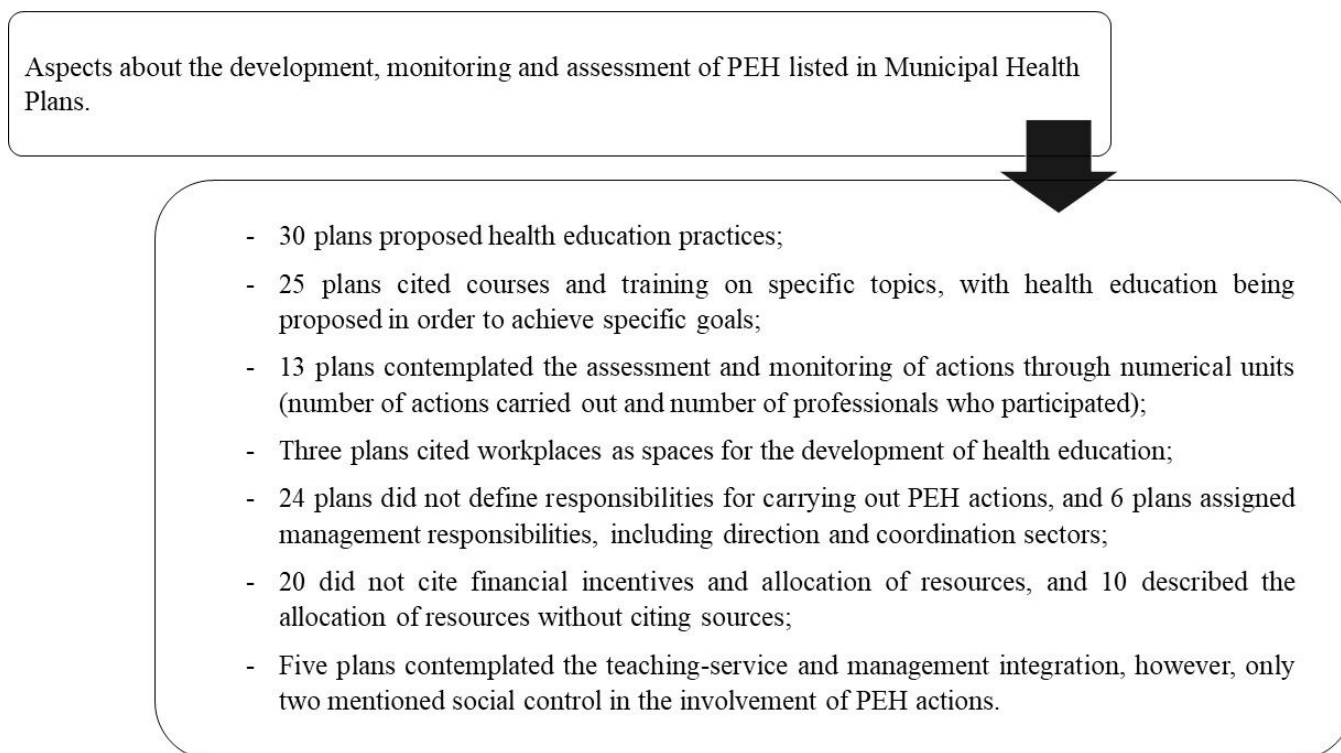 Aspects about the development, monitoring and assessment of PEH listed in Municipal Health
Plans.
- 30 plans proposed health education practices;
- 25 plans cited courses and training on specific topics, with health education being
proposed in order to achieve specific goals;
- 13 plans contemplated the assessment and monitoring of actions through numerical units
(number of actions carried out and number of professionals who participated);
- Three plans cited workplaces as spaces for the development of health education;
- 24 plans did not define responsibilities for carrying out PEH actions, and 6 plans assigned
management responsibilities, including direction and coordination sectors;
- 20 did not cite financial incentives and allocation of resources, and 10 described the
allocation of resources without citing sources;
- Five plans contemplated the teaching-service and management integration, however, only
two mentioned social control in the involvement of PEH actions.